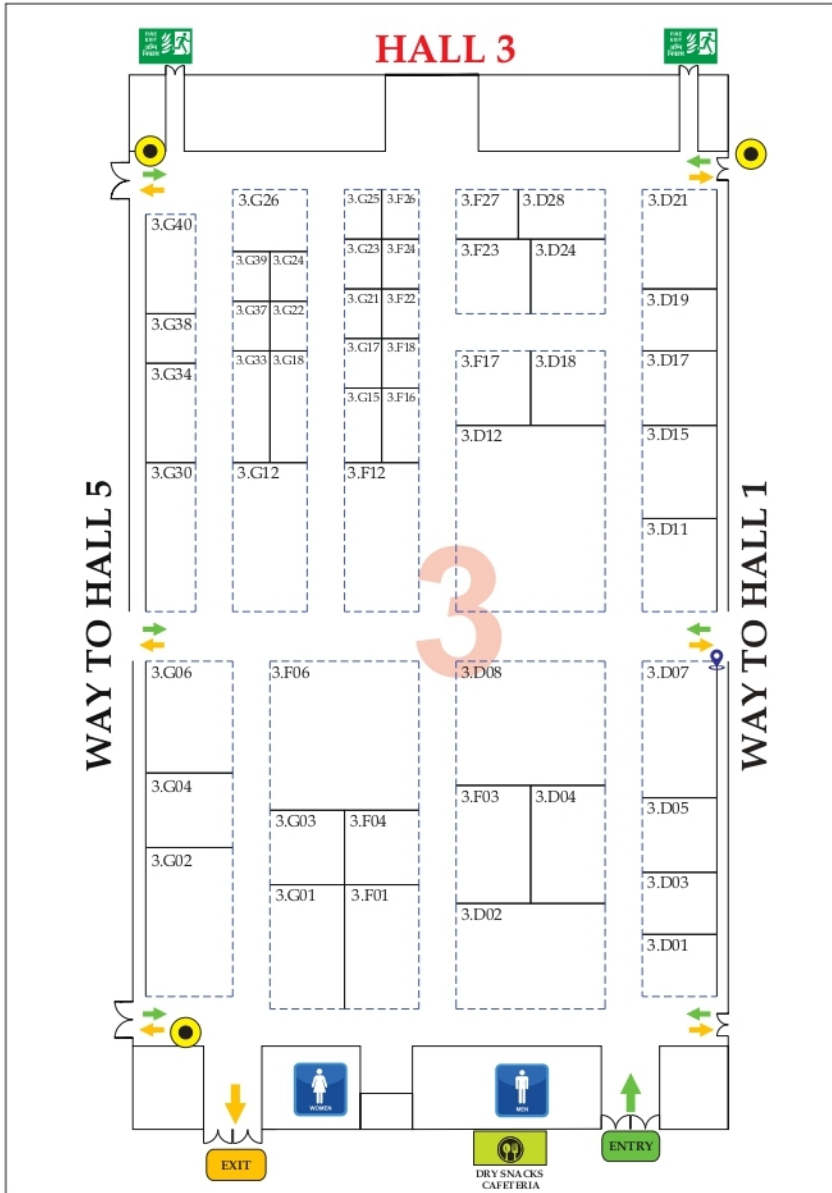 FIRE
EXIT
अग्नि
निकास
HALL 3
FIRE
EXIT
अग्नि
निकास
3.G26
3.G25 3.F26
3.F27 3.D28
3.D21
3.G40
3.G39 3.G24
3.G23 3.F24
3.F23 3.D24
3.G38
3.G37 3.G22
3.G21 3.F22
3.D19
3.G34
3.G33 3.G18
3.G17 3.F18
3.F17 3.D18
3.D17
3.G15 3.F16
3.D12
3.D15
3.G30
3.G12
3.F12
3.D11
WAY TO HALL 5
3
WAY TO HALL 1
3.G06
3.F06
3.D08
3.D07
3.G04
3.G03 3.F04
3.F03 3.D04
3.D05
3.G02
3.G01 3.F01
3.D03
3.D02
3.D01
WOMEN
MEN
EXIT
ENTRY
DRY SNACKS
CAFETERIA